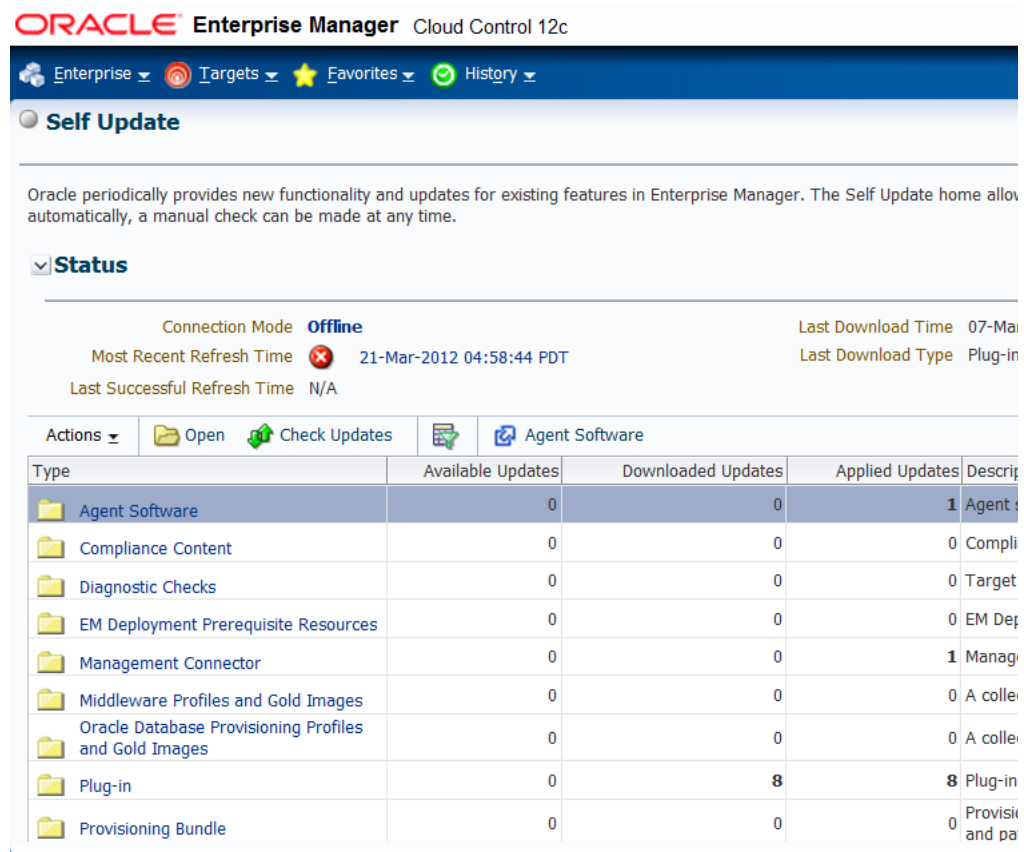 ORACLE Enterprise Manager Cloud Control 12c
Enterprise Targets Favorites History
Self Update
Oracle periodically provides new functionality and updates for existing features in Enterprise Manager. The Self Update home allow
automatically, a manual check can be made at any time.
Status
Connection Mode Offline Last Download Time 07-Mar
Most Recent Refresh Time 21-Mar-2012 04:58:44 PDT Last Download Type Plug-in
Last Successful Refresh Time N/A
Actions Open Check Updates Agent Software
Type Available Updates Downloaded Updates Applied Updates Descrip
Agent Software 0 0 1 Agent s
Compliance Content 0 0 0 Compli
Diagnostic Checks 0 0 0 Target
EM Deployment Prerequisite Resources 0 0 0 EM Dep
Management Connector 0 0 1 Manage
Middleware Profiles and Gold Images 0 0 0 A collec
Oracle Database Provisioning Profiles
and Gold Images 0 0 0 A collec
Plug-in 0 8 8 Plug-in
Provisioning Bundle 0 0 0 Provisio
and pa